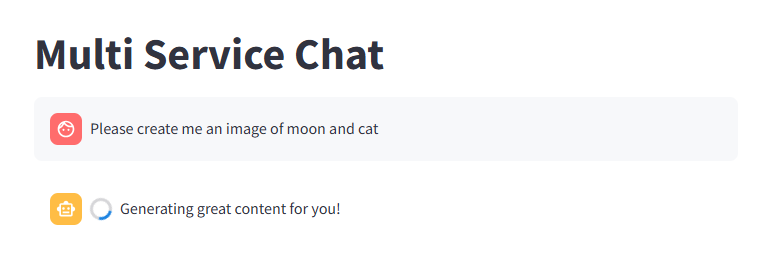 Multi Service Chat
Please create me an image of moon and cat
Generating great content for you!